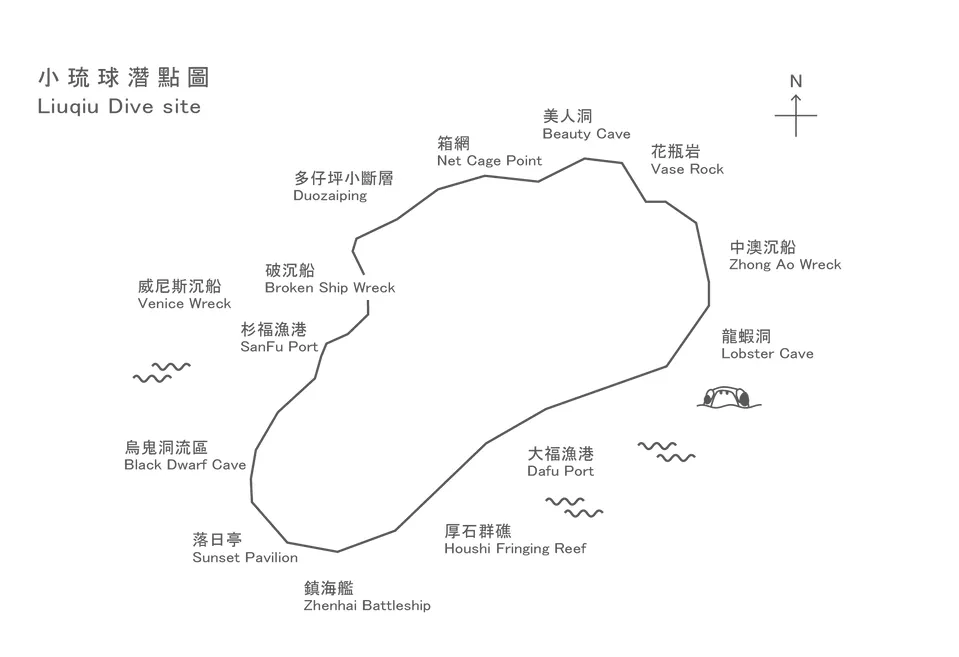 小琉球潛點圖
Liuqiu Dive site
N
美人洞
Beauty Cave
箱網
Net Cage Point
花瓶岩
Vase Rock
多仔坪小斷層
Duozaiping
中澳沉船
Zhong Ao Wreck
破沉船
Broken Ship Wreck
威尼斯沉船
Venice Wreck
杉福漁港
SanFu Port
龍蝦洞
Lobster Cave
烏鬼洞流區
Black Dwarf Cave
大福漁港
Dafu Port
厚石群礁
Houshi Fringing Reef
落日亭
Sunset Pavilion
鎮海艦
Zhenhai Battleship